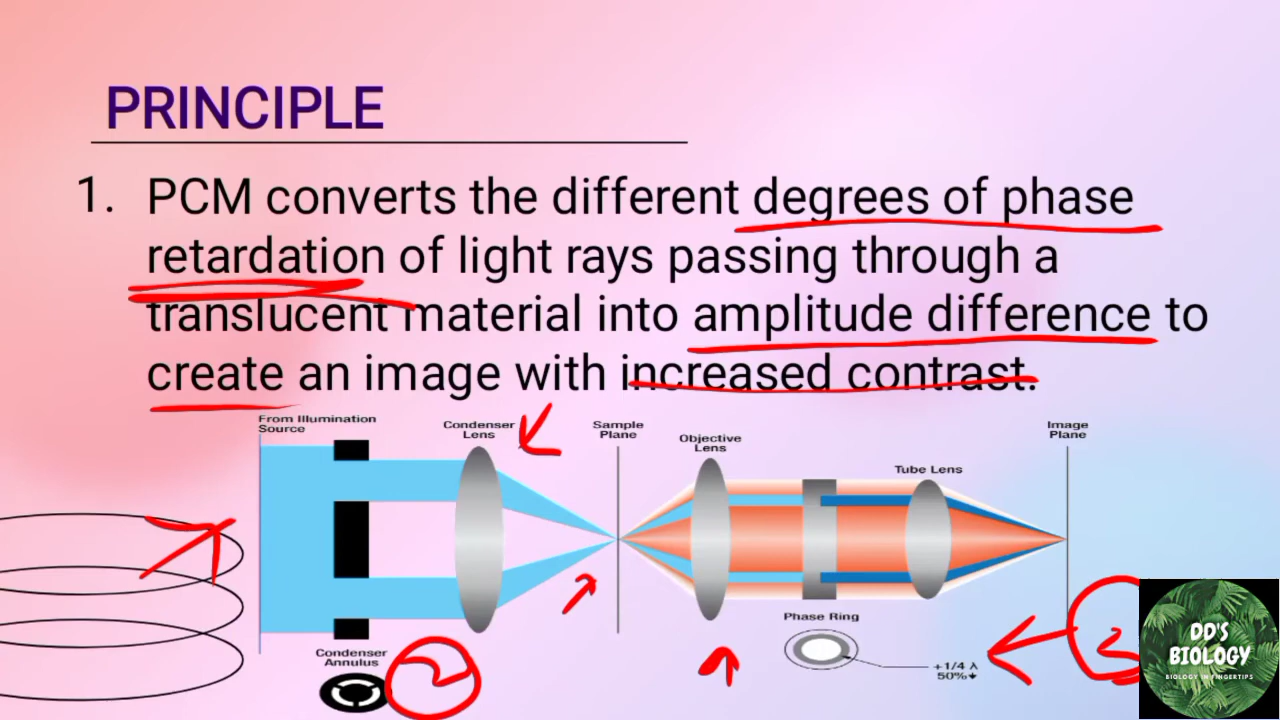 PRINCIPLE
1. PCM converts the different degrees of phase
retardation of light rays passing through a
translucent material into amplitude difference to
create an image with increased contrast.
From Illumination
Source
Condenser
Lens
Sample
Plane
Objective
Lens
Tube Lens
Image
Plane
Condenser
Annulus
2
Phase Ring
+1/4 λ
50%↓
DD'S
BIOLOGY
BIOLOGY IN FINGERTIPS